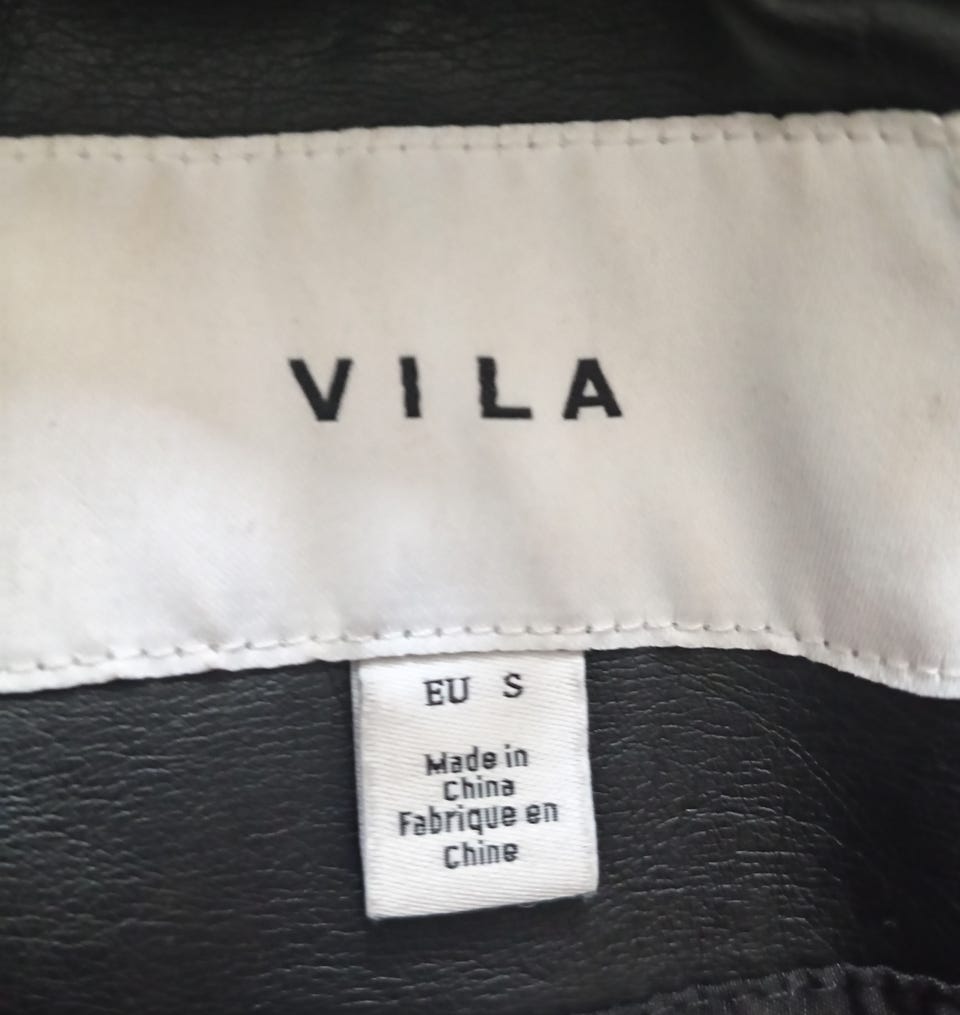 VILA
EU S
Made in
China
Fabrique en
Chine